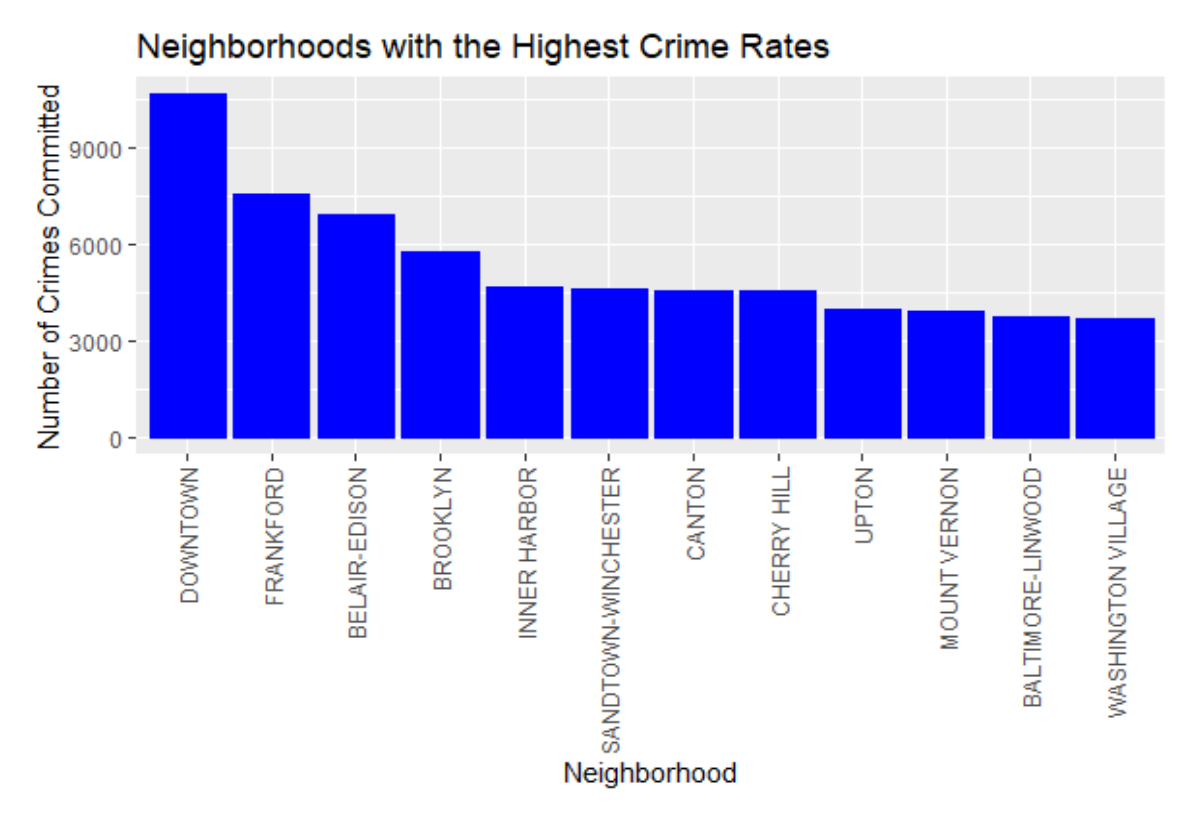 Neighborhoods with the Highest Crime Rates
Number of Crimes Committed
9000
6000
3000
0
DOWNTOWN
FRANKFORD
BELAIR-EDISON
BROOKLYN
INNER HARBOR
SANDTOWN-WINCHESTER
CANTON
CHERRY HILL
UPTON
MOUNT VERNON
BALTIMORE-LINWOOD
WASHINGTON VILLAGE
Neighborhood